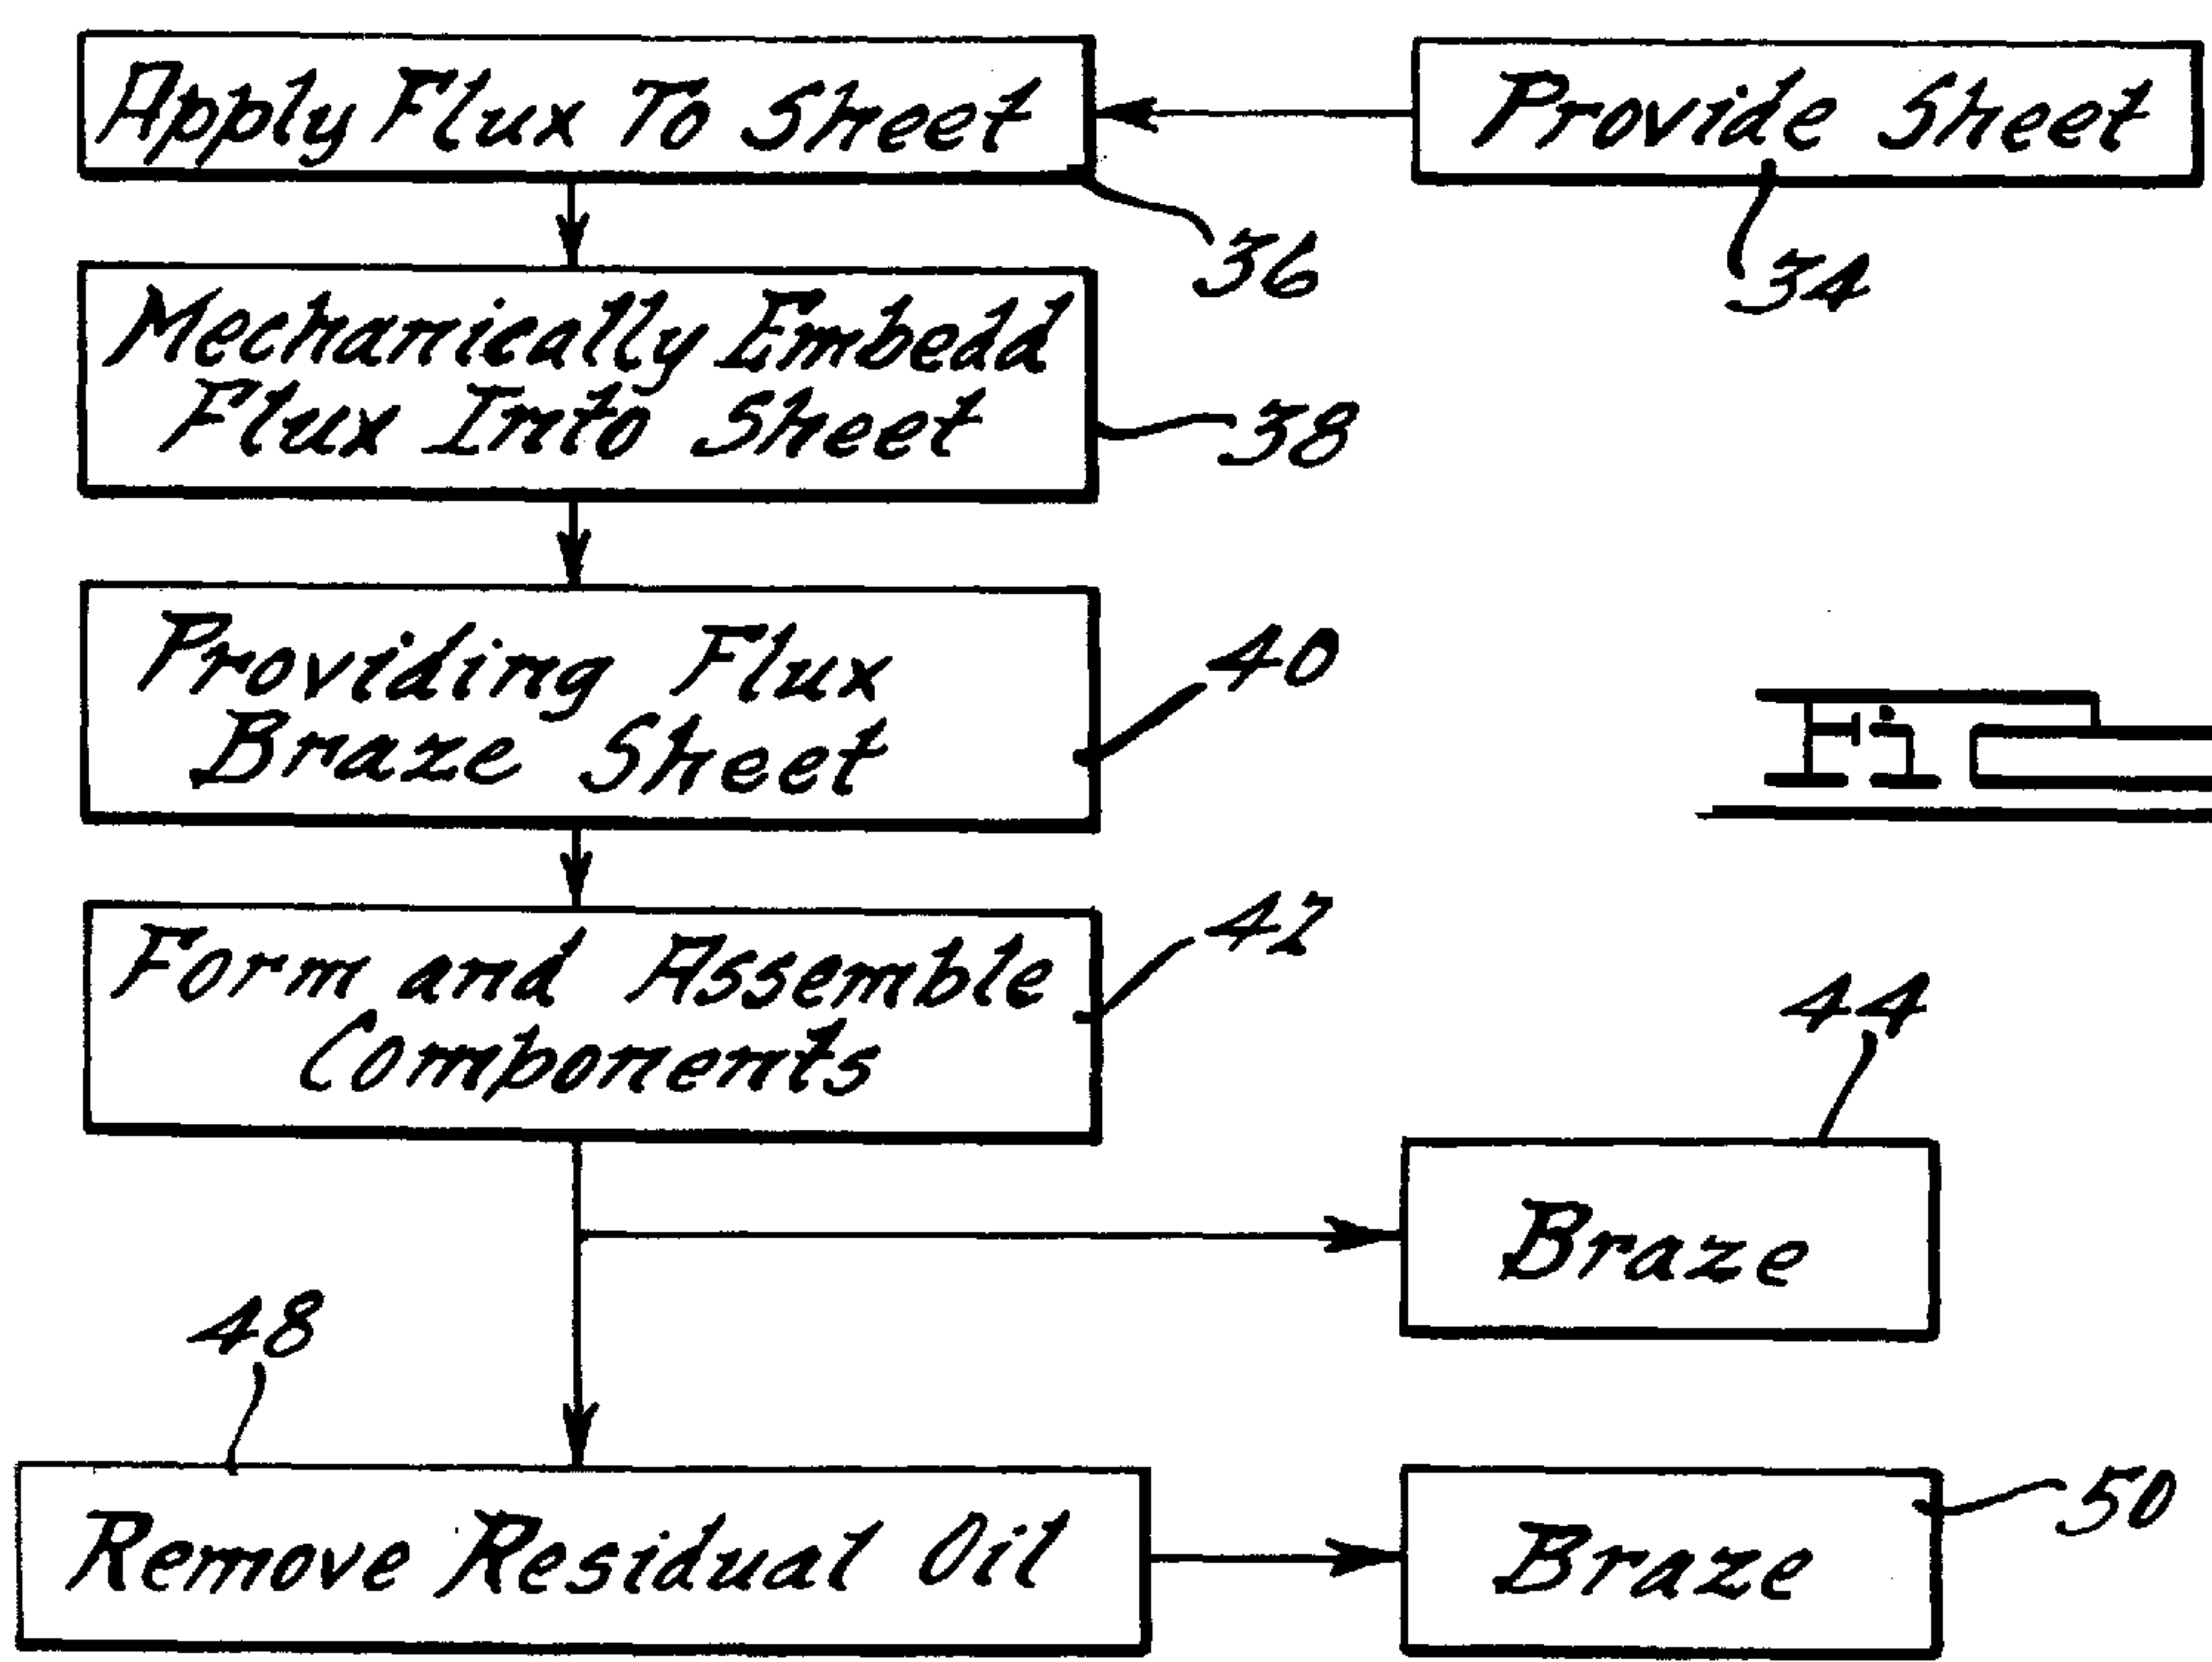 Apply Flux To Sheet
Provide Sheet
36
34
Mechanically Embedd
Flux Into Sheet
38
Providing Flux
Braze Sheet
40
Fi
Form and Assemble
Components
42
44
Braze
48
Remove Residual Oil
Braze
50